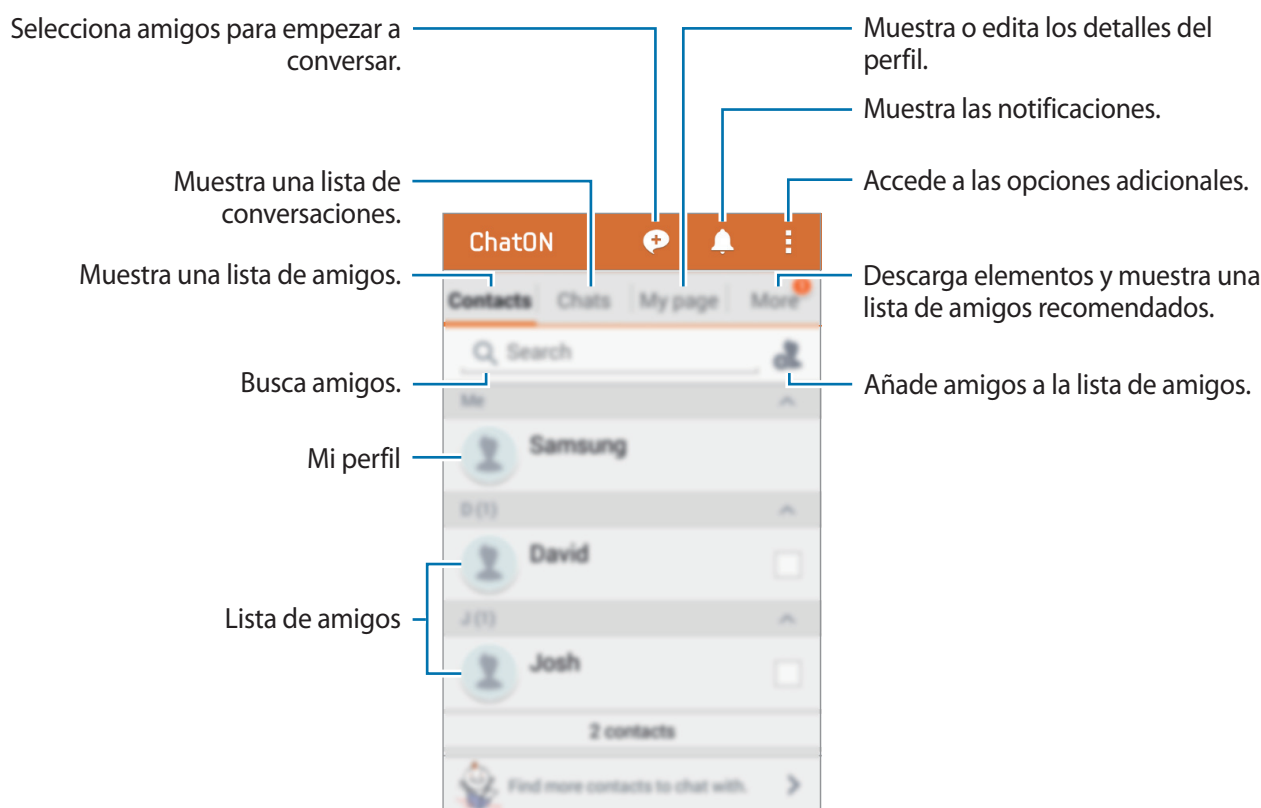 Selecciona amigos para empezar a
conversar.
Muestra o edita los detalles del
perfil.
Muestra las notificaciones.
Muestra una lista de
conversaciones.
Accede a las opciones adicionales.
ChatON
Muestra una lista de amigos.
Descarga elementos y muestra una
lista de amigos recomendados.
Contacts
Chats
My page
More
Search
Busca amigos.
Añade amigos a la lista de amigos.
Me
Mi perfil
Samsung
D (1)
David
Lista de amigos
J (1)
Josh
2 contacts
Find more contacts to chat with.